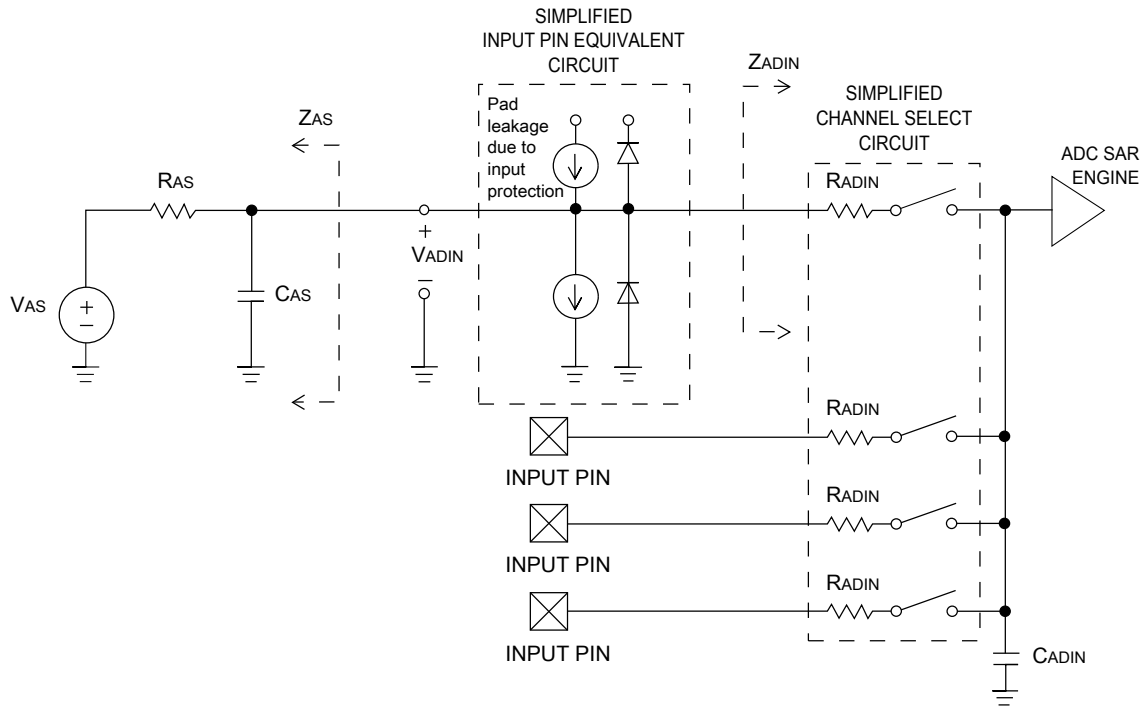 SIMPLIFIED
INPUT PIN EQUIVALENT
CIRCUIT
Pad
leakage
due to
input
protection
ZAS
ZADIN
SIMPLIFIED
CHANNEL SELECT
CIRCUIT
ADC SAR
ENGINE
RAS
RADIN
+
VADIN
–
VAS
+
-
CAS
RADIN
INPUT PIN
RADIN
INPUT PIN
RADIN
INPUT PIN
CADIN